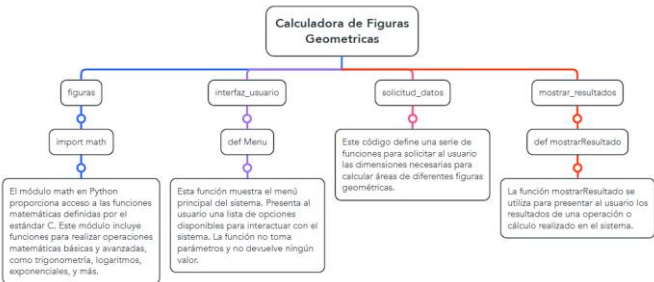 Calculadora de Figuras
Geometricas
figuras
interfaz_usuario
solicitud_datos
mostrar_resultados
import math
def Menu
Este código define una serie de
funciones para solicitar al usuario
las dimensiones necesarias para
calcular áreas de diferentes figuras
geométricas.
def mostrarResultado
El módulo math en Python
proporciona acceso a las funciones
matemáticas definidas por el
estándar C. Este módulo incluye
funciones para realizar operaciones
matemáticas básicas y avanzadas,
como trigonometría, logaritmos,
exponenciales, y más.
Esta función muestra el menú
principal del sistema. Presenta al
usuario una lista de opciones
disponibles para interactuar con el
sistema. La función no toma
parámetros y no devuelve ningún
valor.
La función mostrarResultado se
utiliza para presentar al usuario los
resultados de una operación o
cálculo realizado en el sistema.